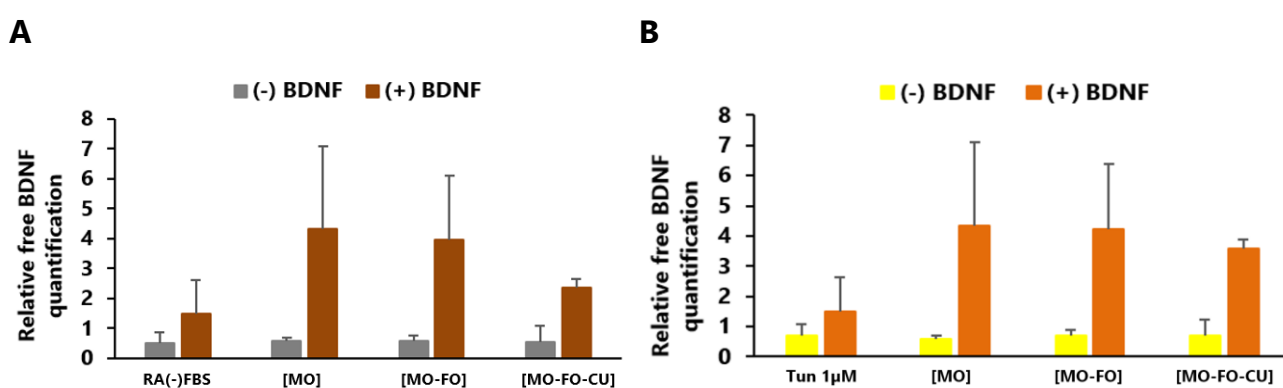 A
(-) BDNF (+) BDNF
Relative free BDNF
quantification
8
7
6
5
4
3
2
1
0
RA(-)FBS [MO] [MO-FO] [MO-FO-CU]
B
(-) BDNF (+) BDNF
Relative free BDNF
quantification
8
7
6
5
4
3
2
1
0
Tun 1µM [MO] [MO-FO] [MO-FO-CU]